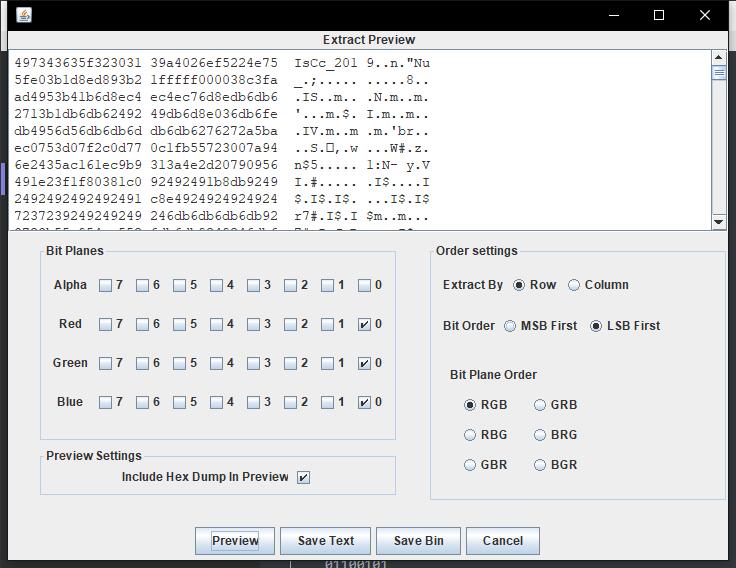 Extract Preview
497343635f323031 39a4026ef5224e75 IsCc_201 9..n."Nu
5fe03b1d8ed893b2 1fffff000038c3fa _.;..... .....8..
ad4953b41b6d8ec4 ec4ec76d8edb6db6 .IS..m.. .N.m..m.
2713b1db6db62492 49db6d8e036db6fe '...m.$. I.m..m..
db4956d56db6db6d db6db6276272a5ba .IV.m..m .m.'br..
ec0753d07f2c0d77 0c1fb55723007a94 ..S.□,.w ...W#.z.
6e2435ac161ec9b9 313a4e2d20790956 n$5..... 1:N- y.V
491e23f1f80381c0 92492491b8db9249 I.#..... .I$....I
2492492492492491 c8e4924924924924 $.I$.I$. ...I$.I$
7237239249249249 246db6db6db6db92 r7#.I$.I $m..m...
Bit Planes
Alpha 7 6 5 4 3 2 1 0
Red 7 6 5 4 3 2 1 0
Green 7 6 5 4 3 2 1 0
Blue 7 6 5 4 3 2 1 0
Preview Settings
Include Hex Dump In Preview
Order settings
Extract By Row Column
Bit Order MSB First LSB First
Bit Plane Order
RGB GRB
RBG BRG
GBR BGR
Preview Save Text Save Bin Cancel
01100101